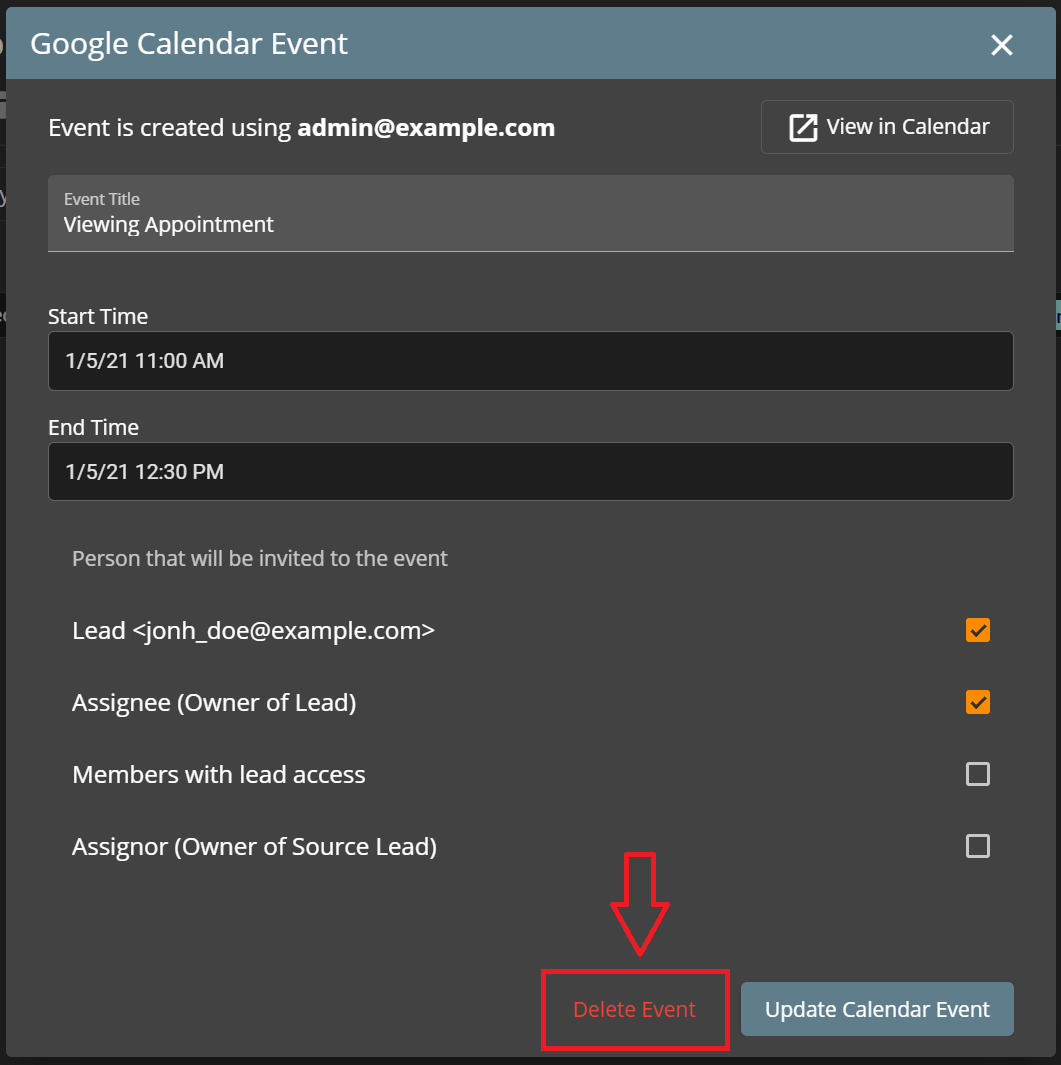 Google Calendar Event
Event is created using admin@example.com
View in Calendar
Event Title
Viewing Appointment
Start Time
1/5/21 11:00 AM
End Time
1/5/21 12:30 PM
Person that will be invited to the event
Lead <jonh_doe@example.com>
Assignee (Owner of Lead)
Members with lead access
Assignor (Owner of Source Lead)
Delete Event
Update Calendar Event